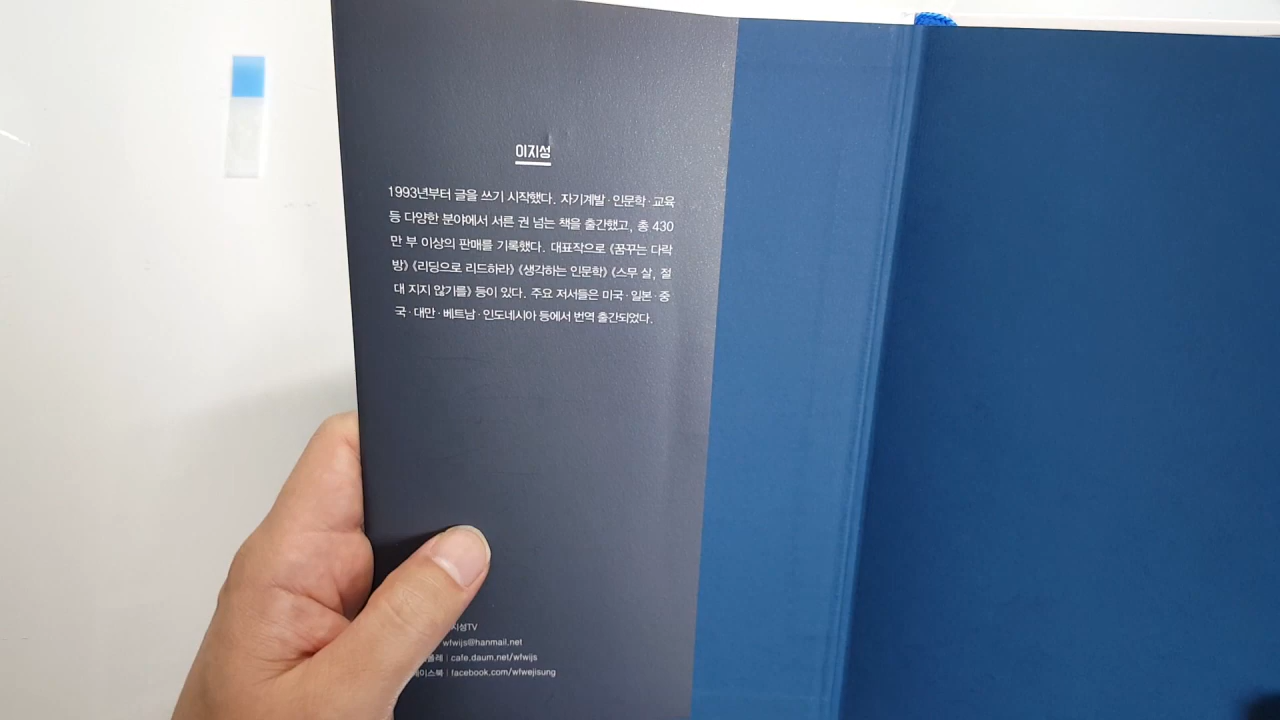 이지성
1993년부터 글을 쓰기 시작했다. 자기계발·인문학·교육
등 다양한 분야에서 서른 권 넘는 책을 출간했고, 총 430
만 부 이상의 판매를 기록했다. 대표작으로 《꿈꾸는 다락
방》 《리딩으로 리드하라》 《생각하는 인문학》 《스무 살, 절
대 지지 않기를》 등이 있다. 주요 저서들은 미국·일본·중
국·대만·베트남·인도네시아 등에서 번역 출간되었다.
지성TV
wfwijs@hanmail.net
cafe.daum.net/wfwijs
facebook.com/wfwejisung